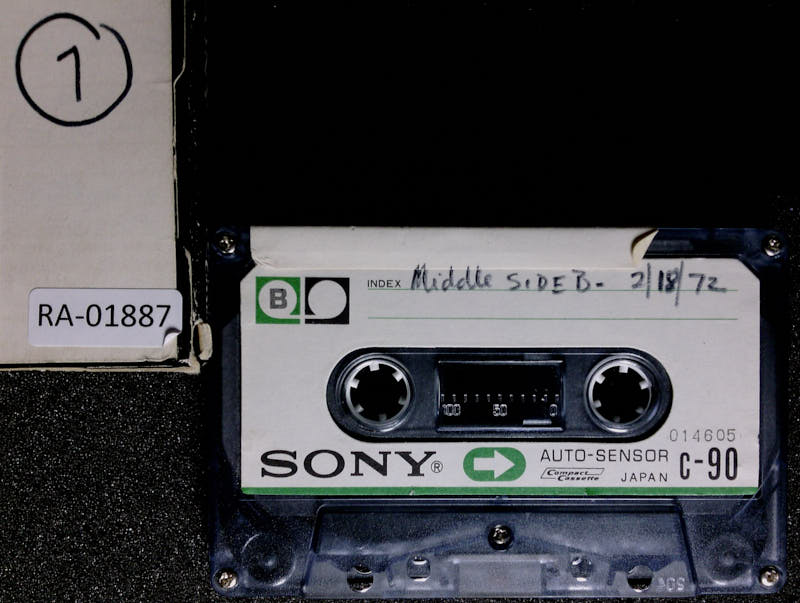 1
RA-01887
B
INDEX Middle SIDE B- 2/18/72
100 50 0
014605
SONY® AUTO-SENSOR C-90
Compact Cassette JAPAN